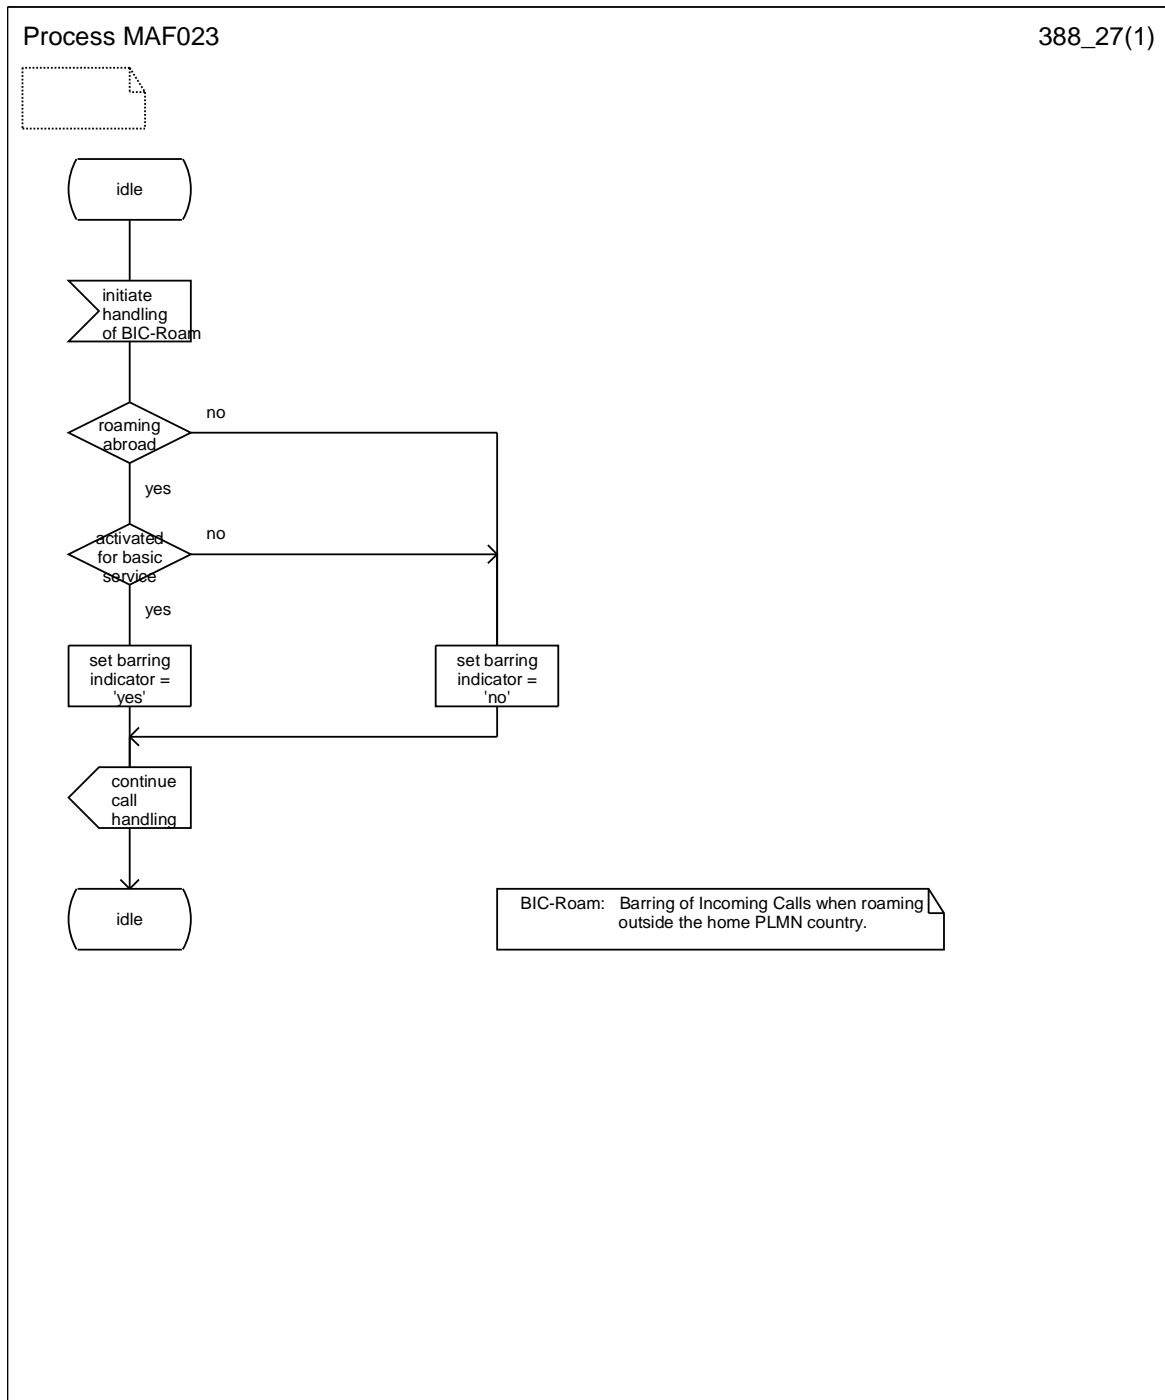 Process MAF023
388_27(1)
idle
initiate
handling
of BIC-Roam
roaming
abroad
no
yes
activated
for basic
service
no
yes
set barring
indicator =
'yes'
set barring
indicator =
'no'
continue
call
handling
idle
BIC-Roam: Barring of Incoming Calls when roaming
outside the home PLMN country.